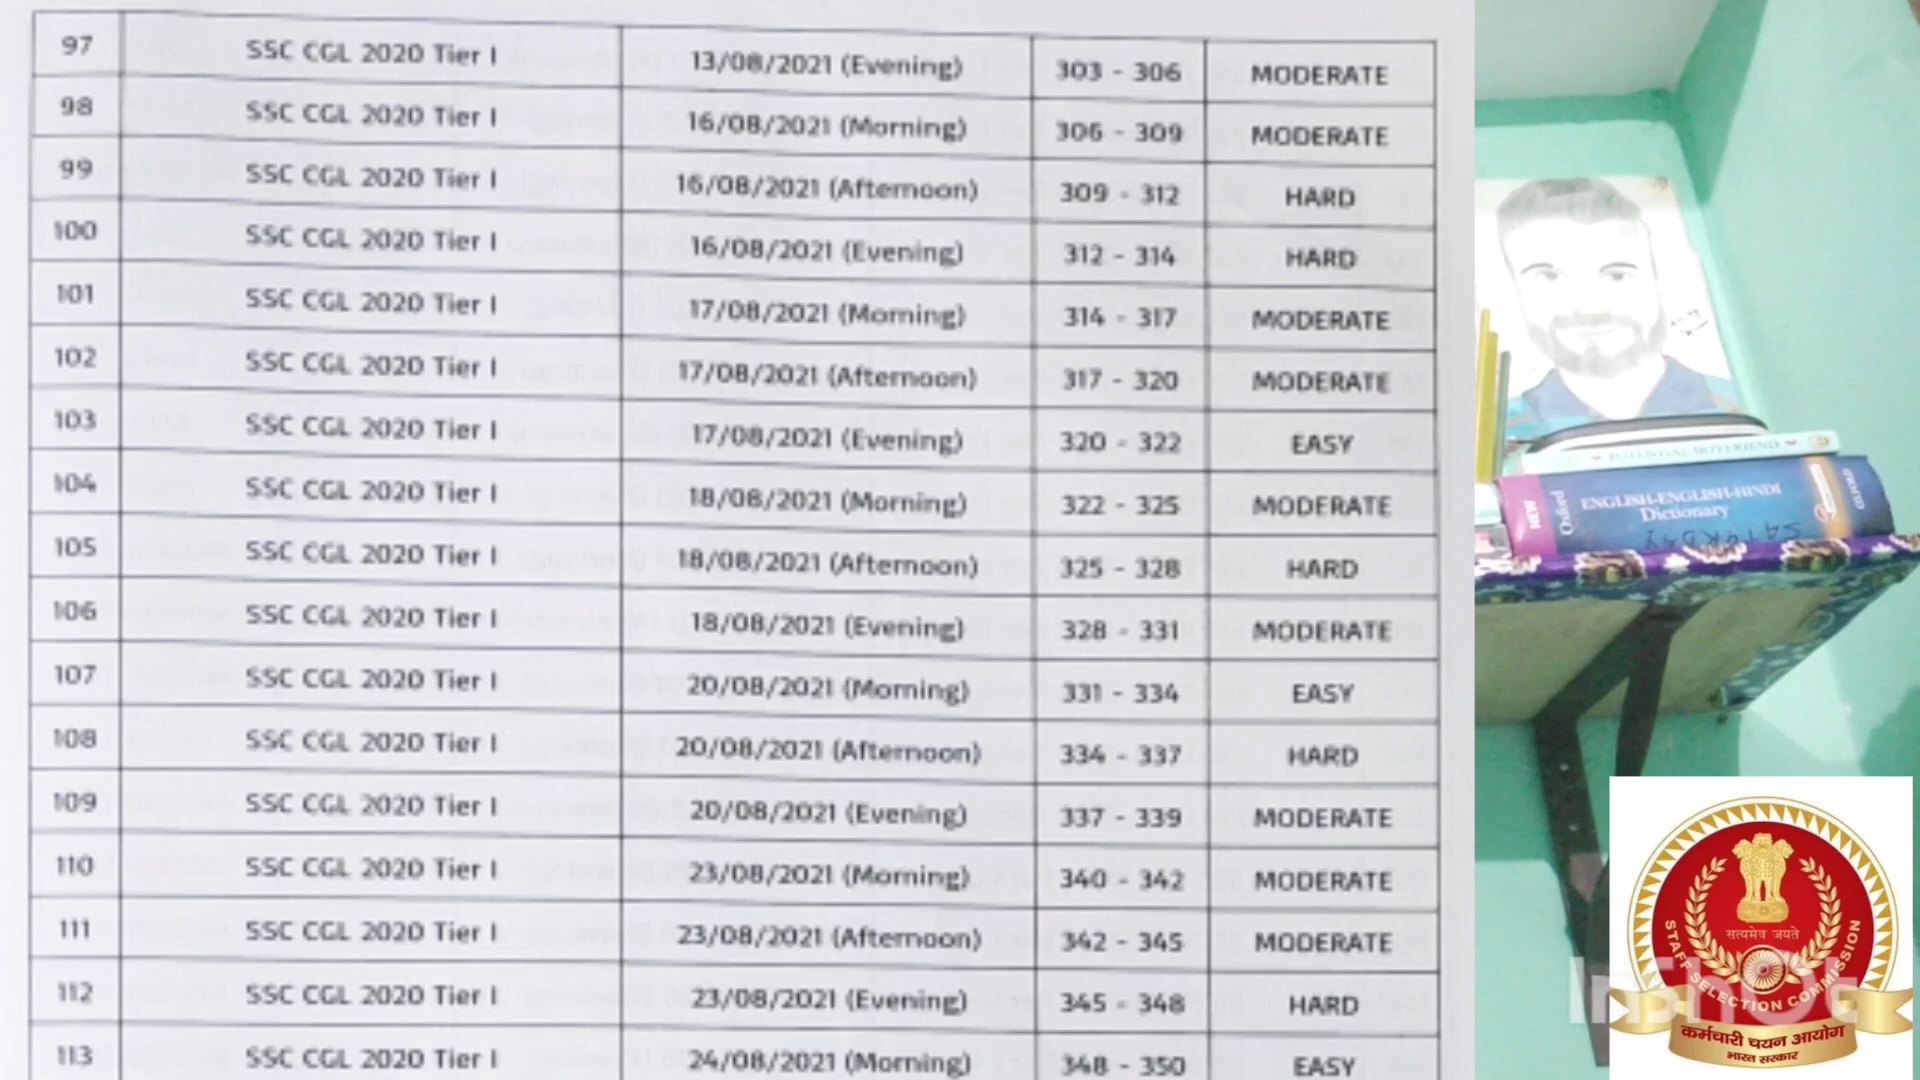 97 SSC CGL 2020 Tier I 13/08/2021 (Evening) 303 - 306 MODERATE
98 SSC CGL 2020 Tier I 16/08/2021 (Morning) 306 - 309 MODERATE
99 SSC CGL 2020 Tier I 16/08/2021 (Afternoon) 309 - 312 HARD
100 SSC CGL 2020 Tier I 16/08/2021 (Evening) 312 - 314 HARD
101 SSC CGL 2020 Tier I 17/08/2021 (Morning) 314 - 317 MODERATE
102 SSC CGL 2020 Tier I 17/08/2021 (Afternoon) 317 - 320 MODERATE
103 SSC CGL 2020 Tier I 17/08/2021 (Evening) 320 - 322 EASY
104 SSC CGL 2020 Tier I 18/08/2021 (Morning) 322 - 325 MODERATE
105 SSC CGL 2020 Tier I 18/08/2021 (Afternoon) 325 - 328 HARD
106 SSC CGL 2020 Tier I 18/08/2021 (Evening) 328 - 331 MODERATE
107 SSC CGL 2020 Tier I 20/08/2021 (Morning) 331 - 334 EASY
108 SSC CGL 2020 Tier I 20/08/2021 (Afternoon) 334 - 337 HARD
109 SSC CGL 2020 Tier I 20/08/2021 (Evening) 337 - 339 MODERATE
110 SSC CGL 2020 Tier I 23/08/2021 (Morning) 340 - 342 MODERATE
111 SSC CGL 2020 Tier I 23/08/2021 (Afternoon) 342 - 345 MODERATE
112 SSC CGL 2020 Tier I 23/08/2021 (Evening) 345 - 348 HARD
113 SSC CGL 2020 Tier I 24/08/2021 (Morning) 348 - 350 EASY
POTENTIAL BOYFRIEND
NEW
Oxford
ENGLISH-ENGLISH-HINDI
Dictionary
OXFORD
SATURDAY
सत्यमेव जयते
STAFF SELECTION COMMISSION
कर्मचारी चयन आयोग
भारत सरकार
InShOt